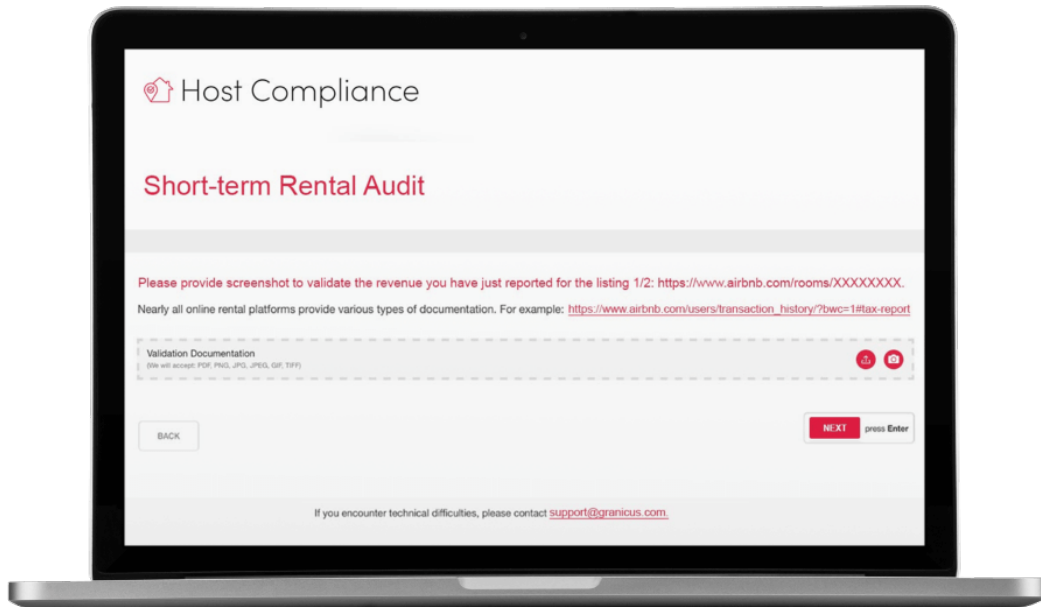 Host Compliance
Short-term Rental Audit
Please provide screenshot to validate the revenue you have just reported for the listing 1/2: https://www.airbnb.com/rooms/XXXXXXXX.
Nearly all online rental platforms provide various types of documentation. For example: https://www.airbnb.com/users/transaction_history/?bwc=1#tax-report
Validation Documentation
(We will accept: PDF, PNG, JPG, JPEG, GIF, TIFF)
BACK
NEXT press Enter
If you encounter technical difficulties, please contact support@granicus.com.